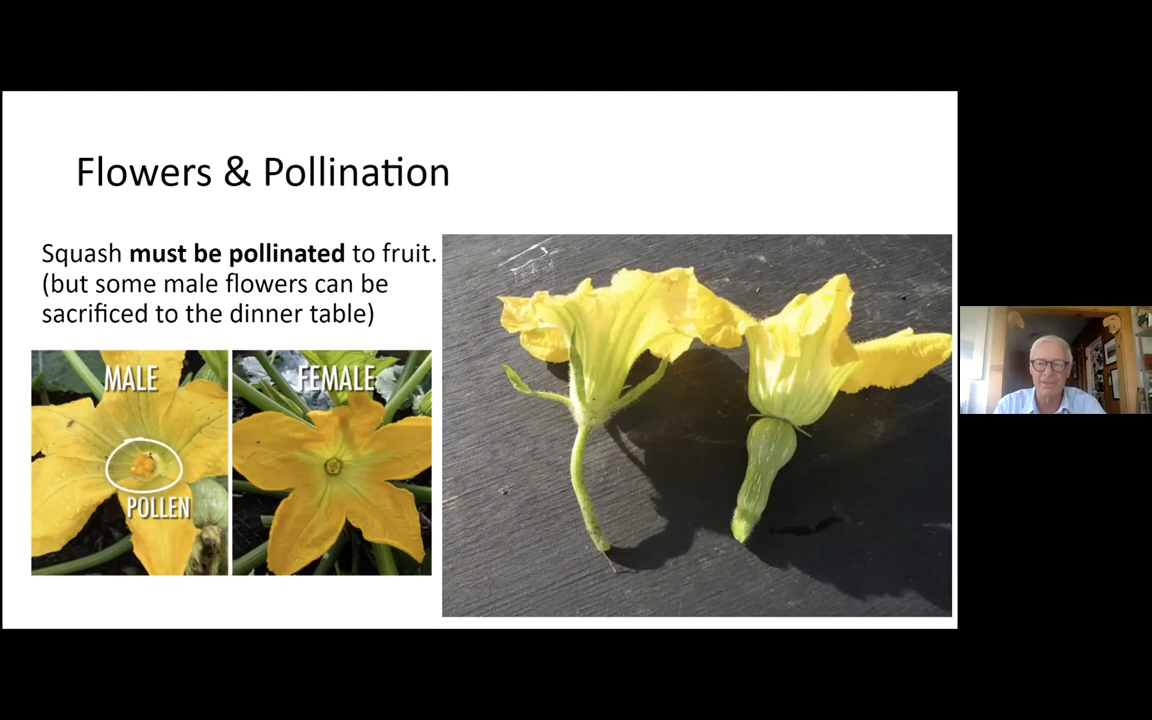 Flowers & Pollination
Squash must be pollinated to fruit.
(but some male flowers can be
sacrificed to the dinner table)
MALE
FEMALE
POLLEN